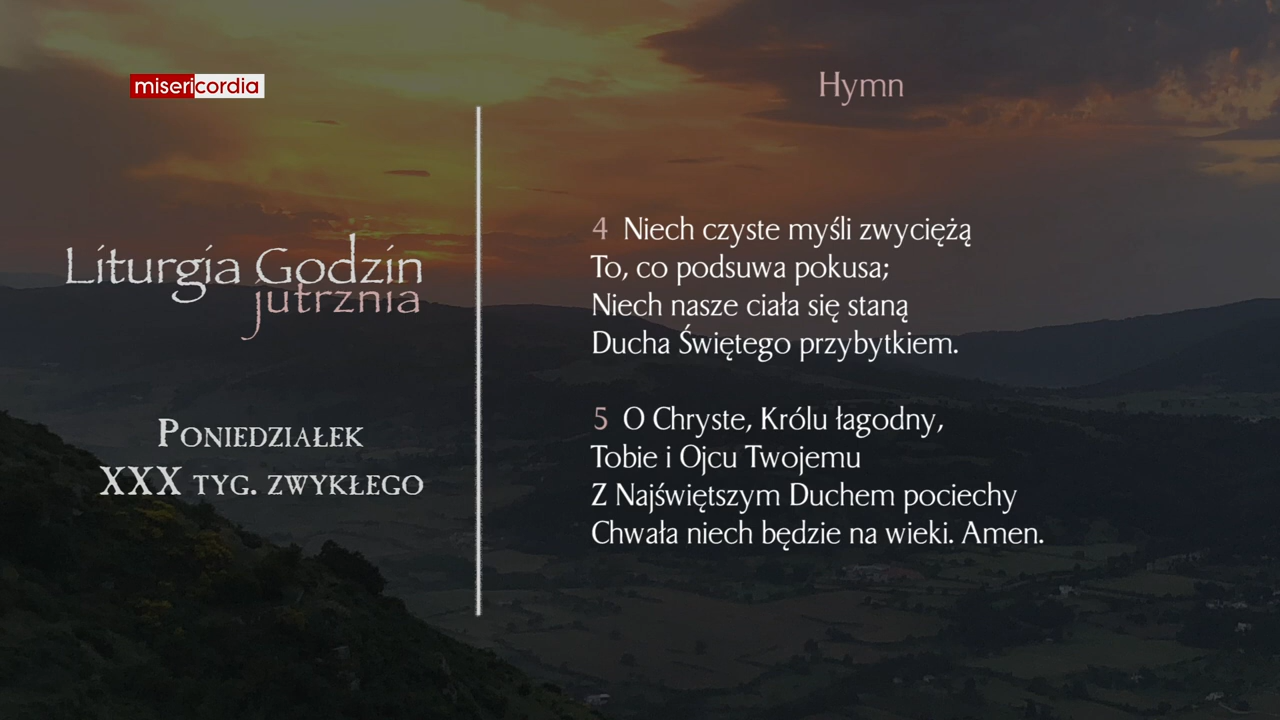 misericordia
Liturgia Godzin
jutrznia
Poniedziałek
XXX tyg. zwykłego
Hymn
4 Niech czyste myśli zwyciężą
To, co podsuwa pokusa;
Niech nasze ciała się staną
Ducha Świętego przybytkiem.
5 O Chryste, Królu łagodny,
Tobie i Ojcu Twojemu
Z Najświętszym Duchem pociechy
Chwała niech będzie na wieki. Amen.